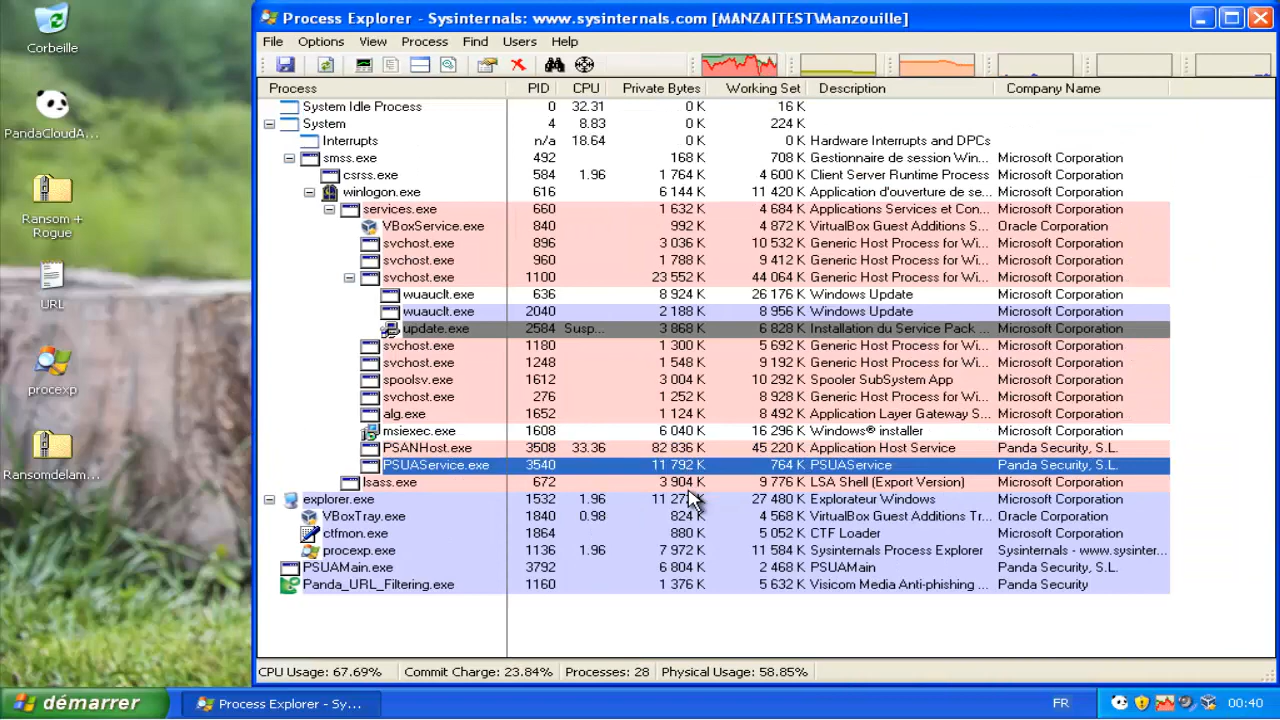 Corbeille
PandaCloudA...
Ransom +
Rogue
URL
procexp
Ransomdelam...
Process Explorer - Sysinternals: www.sysinternals.com [MANZAITEST\Manzouille]
File Options View Process Find Users Help
Process PID CPU Private Bytes Working Set Description Company Name
System Idle Process 0 32.31 0 K 16 K
System 4 8.83 0 K 224 K
Interrupts n/a 18.64 0 K 0 K Hardware Interrupts and DPCs
smss.exe 492 168 K 708 K Gestionnaire de session Win... Microsoft Corporation
csrss.exe 584 1.96 1 764 K 4 600 K Client Server Runtime Process Microsoft Corporation
winlogon.exe 616 6 144 K 11 420 K Application d'ouverture de se... Microsoft Corporation
services.exe 660 1 632 K 4 684 K Applications Services et Con... Microsoft Corporation
VBoxService.exe 840 992 K 4 872 K VirtualBox Guest Additions S... Oracle Corporation
svchost.exe 896 3 036 K 10 532 K Generic Host Process for Wi... Microsoft Corporation
svchost.exe 960 1 788 K 9 412 K Generic Host Process for Wi... Microsoft Corporation
svchost.exe 1100 23 552 K 44 064 K Generic Host Process for Wi... Microsoft Corporation
wuauclt.exe 636 8 924 K 26 176 K Windows Update Microsoft Corporation
wuauclt.exe 2040 2 188 K 8 956 K Windows Update Microsoft Corporation
update.exe 2584 Susp... 3 868 K 6 828 K Installation du Service Pack ... Microsoft Corporation
svchost.exe 1180 1 300 K 5 692 K Generic Host Process for Wi... Microsoft Corporation
svchost.exe 1248 1 548 K 9 192 K Generic Host Process for Wi... Microsoft Corporation
spoolsv.exe 1612 3 004 K 10 292 K Spooler SubSystem App Microsoft Corporation
svchost.exe 276 1 252 K 8 928 K Generic Host Process for Wi... Microsoft Corporation
alg.exe 1652 1 124 K 8 492 K Application Layer Gateway S... Microsoft Corporation
msiexec.exe 1608 6 040 K 16 296 K Windows® installer Microsoft Corporation
PSANHost.exe 3508 33.36 82 836 K 45 220 K Application Host Service Panda Security, S.L.
PSUAService.exe 3540 11 792 K 764 K PSUAService Panda Security, S.L.
lsass.exe 672 3 904 K 9 776 K LSA Shell (Export Version) Microsoft Corporation
explorer.exe 1532 1.96 27 480 K Explorateur Windows Microsoft Corporation
VBoxTray.exe 1840 0.98 824 K 4 568 K VirtualBox Guest Additions Tr... Oracle Corporation
ctfmon.exe 1864 880 K 5 052 K CTF Loader Microsoft Corporation
procexp.exe 1136 1.96 7 972 K 11 584 K Sysinternals Process Explorer Sysinternals - www.sysinter...
PSUAMain.exe 3792 6 804 K 2 468 K PSUAMain Panda Security, S.L.
Panda_URL_Filtering.exe 1160 1 376 K 5 632 K Visicom Media Anti-phishing ... Panda Security
CPU Usage: 67.69% Commit Charge: 23.84% Processes: 28 Physical Usage: 58.85%
démarrer Process Explorer - Sy... FR 00:40